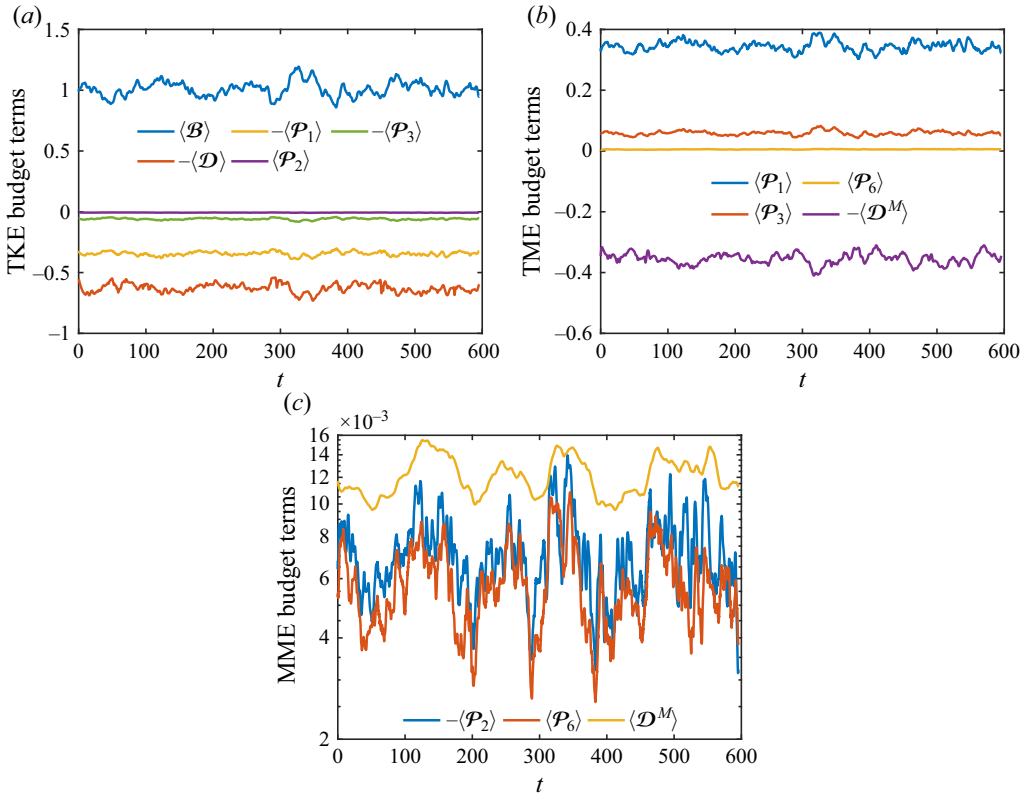 (a)
1.5
1.0
0.5
0
−0.5
−1
TKE budget terms
⟨𝓑⟩ −⟨𝓟₁⟩ −⟨𝓟₃⟩
−⟨𝓓⟩ ⟨𝓟₂⟩
0 100 200 300 400 500 600
t
(b)
0.4
0.2
0
−0.2
−0.4
−0.6
TME budget terms
⟨𝓟₁⟩ ⟨𝓟₆⟩
⟨𝓟₃⟩ −⟨𝓓ᴹ⟩
0 100 200 300 400 500 600
t
(c)
×10⁻³
16
14
12
10
8
6
4
2
MME budget terms
−⟨𝓟₂⟩ ⟨𝓟₆⟩ ⟨𝓓ᴹ⟩
0 100 200 300 400 500 600
t